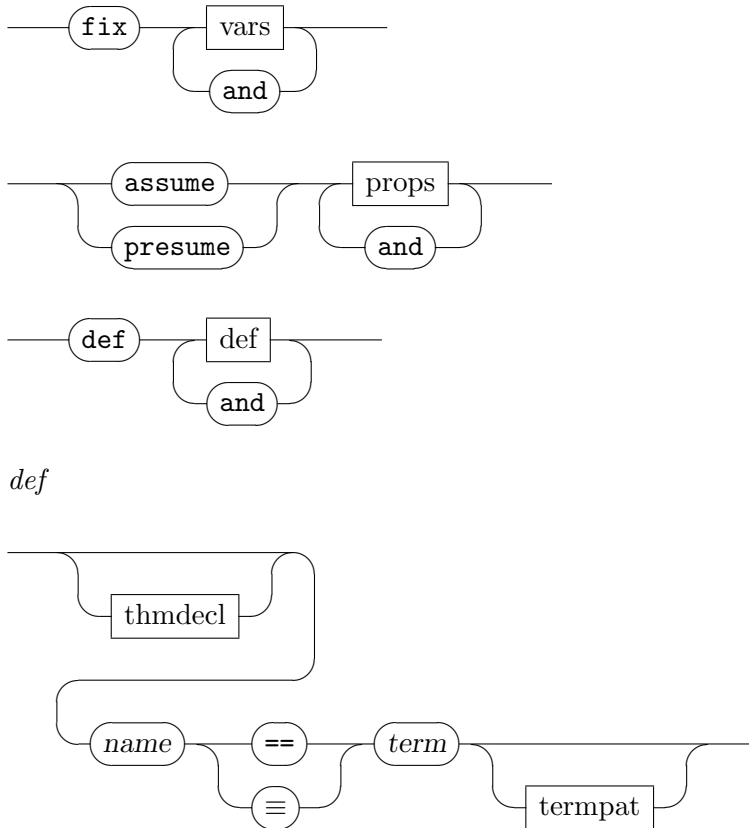 fix vars
and
assume props
presume and
def def
and
def
thmdecl
name == term
≡ termpat